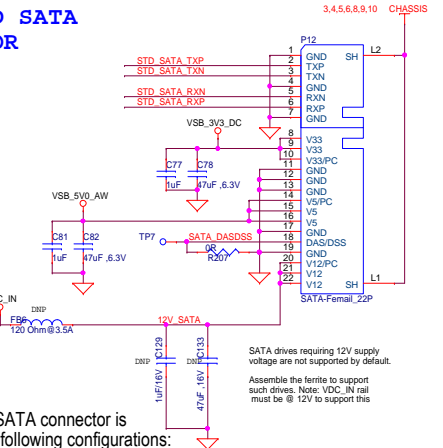 D SATA
OR
3,4,5,6,8,9,10 CHASSIS
P12
STD_SATA_TXP
STD_SATA_TXN
STD_SATA_RXN
STD_SATA_RXP
1 GND SH L2
2 TXP
3 TXN
4 GND
5 RXN
6 RXP
7 GND
VSB_3V3_DC
8 V33
9 V33
10 V33/PC
11 GND
12 GND
13 GND
14 V5/PC
15 V5
16 V5
17 GND
18 DAS/DSS
19 GND
20 V12/PC
21 V12
22 V12 SH L1
SATA-Femail_22P
C77
1uF
C78
47uF ,6.3V
VSB_5V0_AW
C81
1uF
C82
47uF ,6.3V
TP7
SATA_DASDSS
0R
R207
C_IN
DNP
FB6
120 Ohm@3.5A
12V_SATA
DNP
C129
1uF/16V
DNP
C133
47uF ,16V
SATA drives requiring 12V supply
voltage are not supported by default.
Assemble the ferrite to support
such drives. Note: VDC_IN rail
must be @ 12V to support this
SATA connector is
following configurations: